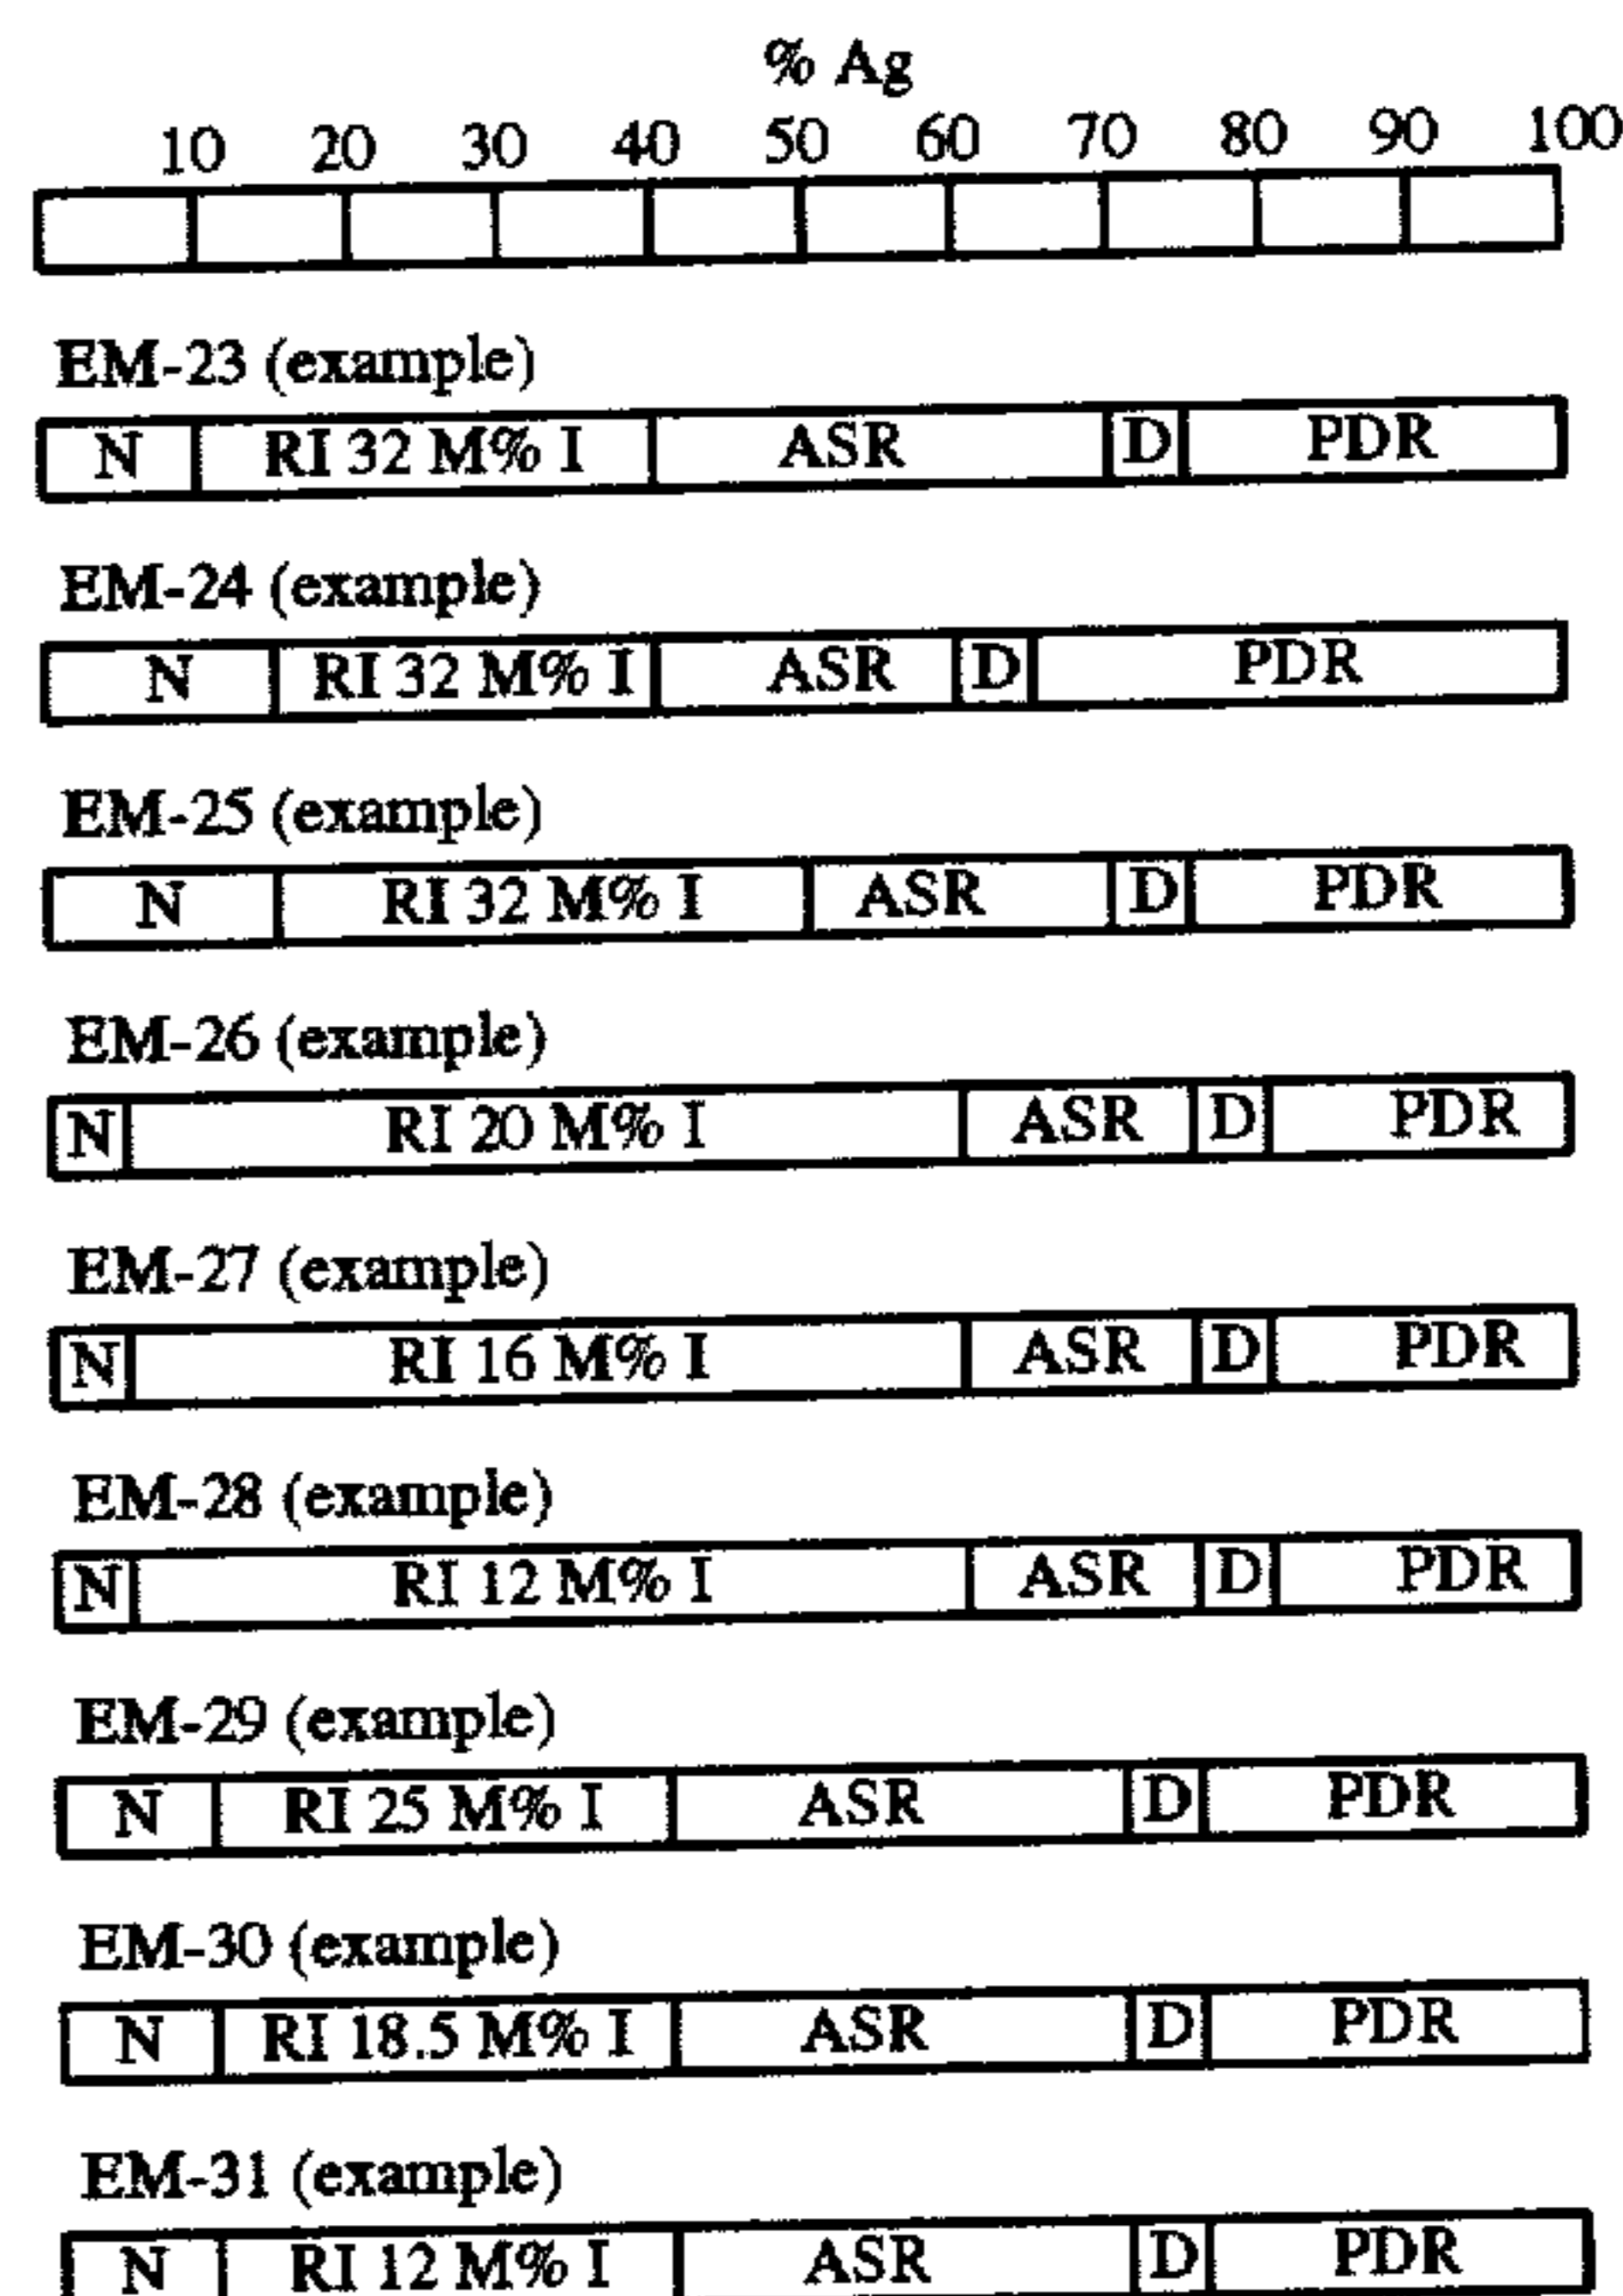 % Ag
10 20 30 40 50 60 70 80 90 100
EM-23 (example)
N RI 32 M% I ASR D PDR
EM-24 (example)
N RI 32 M% I ASR D PDR
EM-25 (example)
N RI 32 M% I ASR D PDR
EM-26 (example)
N RI 20 M% I ASR D PDR
EM-27 (example)
N RI 16 M% I ASR D PDR
EM-28 (example)
N RI 12 M% I ASR D PDR
EM-29 (example)
N RI 25 M% I ASR D PDR
EM-30 (example)
N RI 18.5 M% I ASR D PDR
EM-31 (example)
N RI 12 M% I ASR D PDR